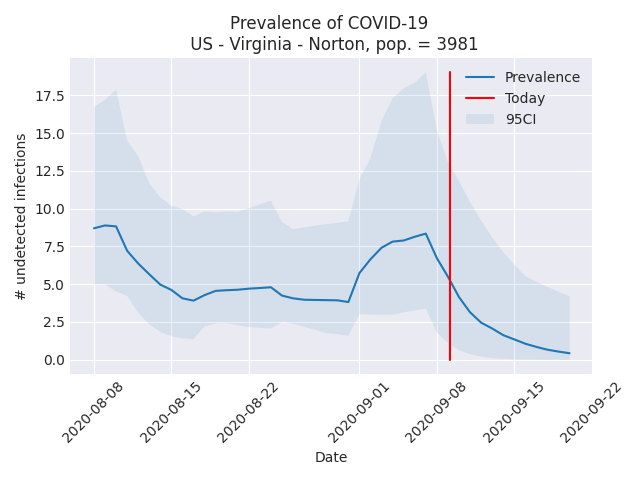 Prevalence of COVID-19
US - Virginia - Norton, pop. = 3981
Prevalence
Today
95CI
# undetected infections
17.5
15.0
12.5
10.0
7.5
5.0
2.5
0.0
2020-08-08
2020-08-15
2020-08-22
2020-09-01
2020-09-08
2020-09-15
2020-09-22
Date